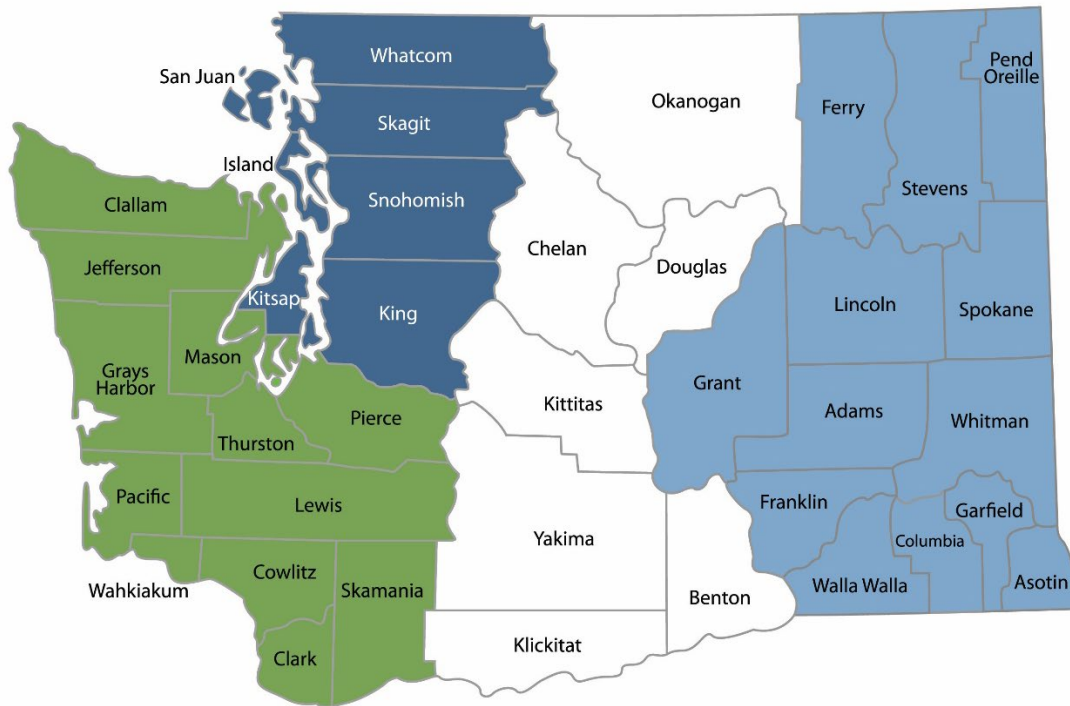 Whatcom
San Juan
Okanogan
Pend
Oreille
Ferry
Skagit
Island
Stevens
Snohomish
Clallam
Chelan
Douglas
Jefferson
Kitsap
King
Lincoln
Spokane
Mason
Grays
Harbor
Grant
Kittitas
Adams
Pierce
Whitman
Thurston
Pacific
Lewis
Franklin
Garfield
Yakima
Columbia
Wahkiakum
Cowlitz
Skamania
Walla Walla
Asotin
Benton
Clark
Klickitat